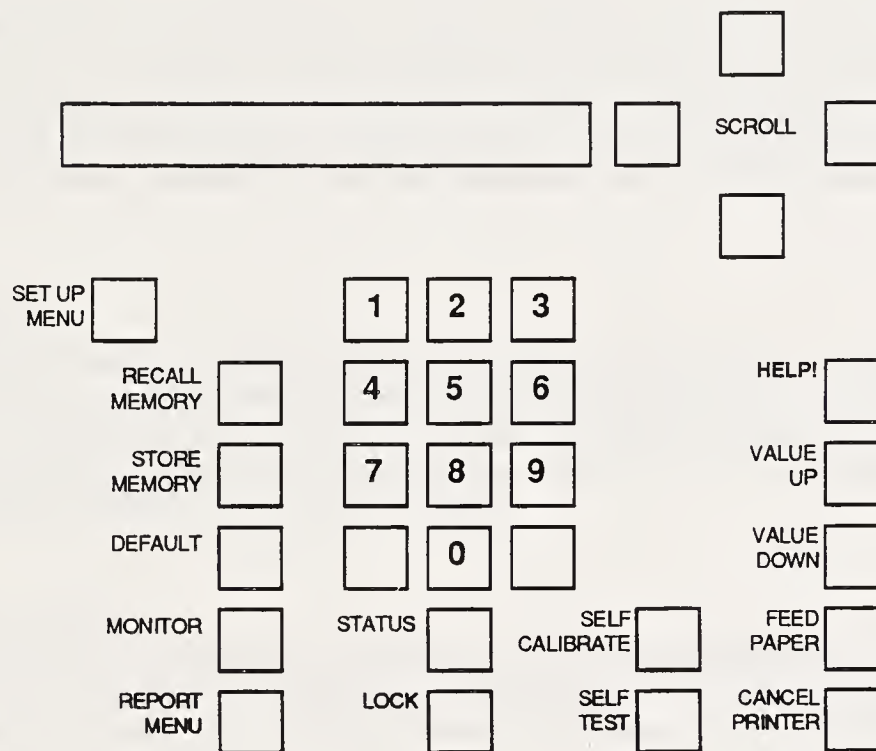 SCROLL
SET UP
MENU
1 2 3
RECALL
MEMORY
4 5 6
HELP!
STORE
MEMORY
7 8 9
VALUE
UP
DEFAULT
0
VALUE
DOWN
MONITOR
STATUS
SELF
CALIBRATE
FEED
PAPER
REPORT
MENU
LOCK
SELF
TEST
CANCEL
PRINTER